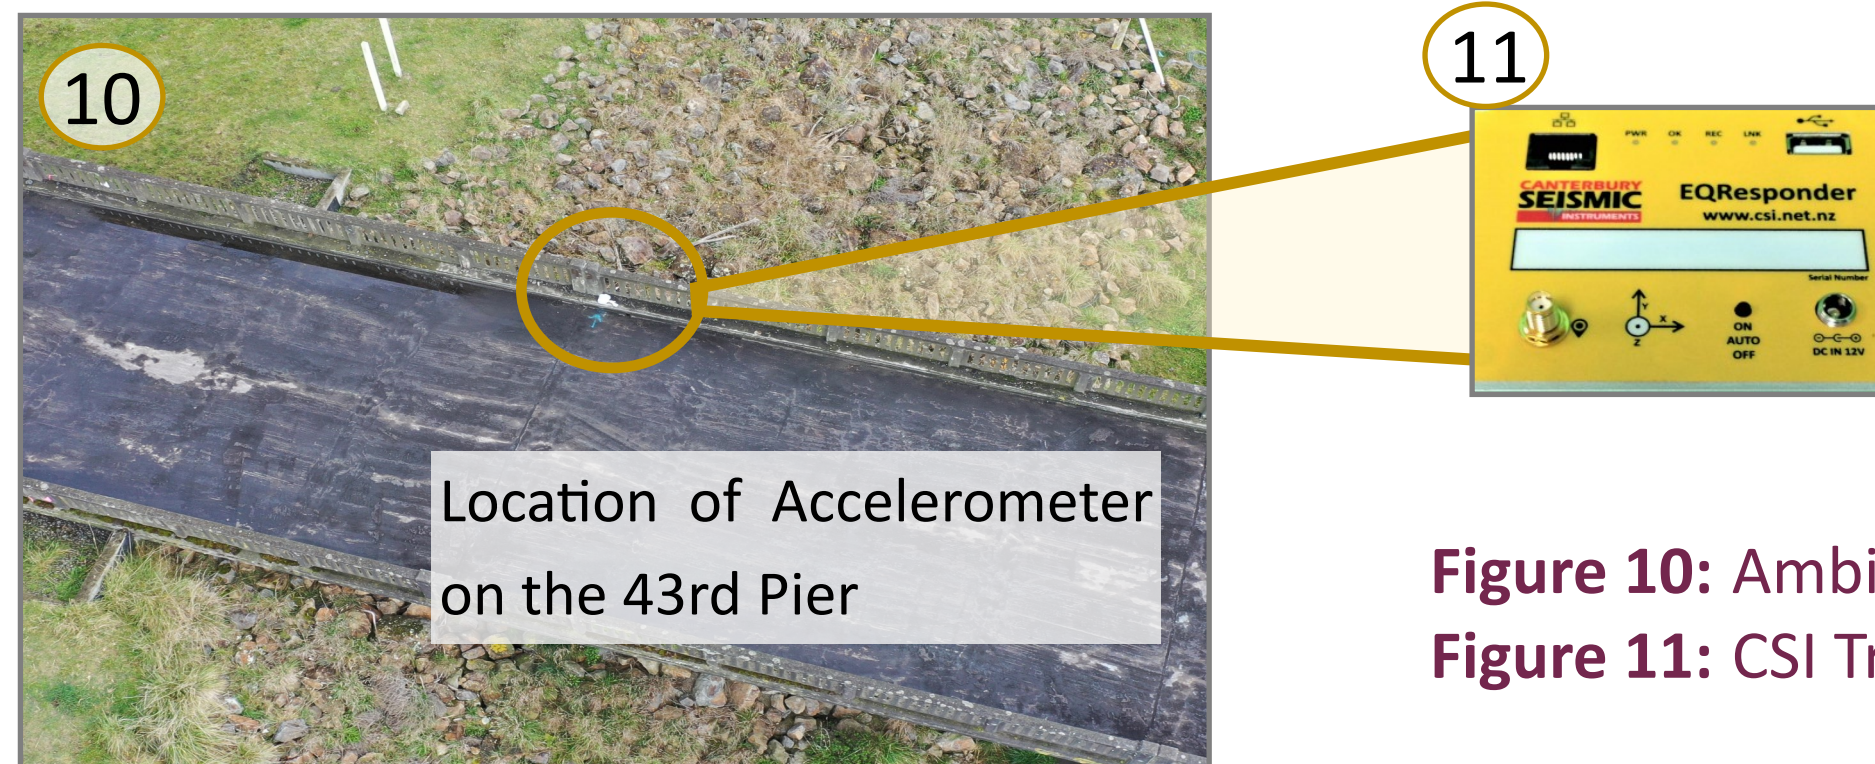 10
11
PWR OK REC LNK
CANTERBURY
SEISMIC
INSTRUMENTS
EQResponder
www.csi.net.nz
Serial Number
Y
X
Z
ON
AUTO
OFF
DC IN 12V
Location of Accelerometer
on the 43rd Pier
Figure 10: Ambi
Figure 11: CSI Tr